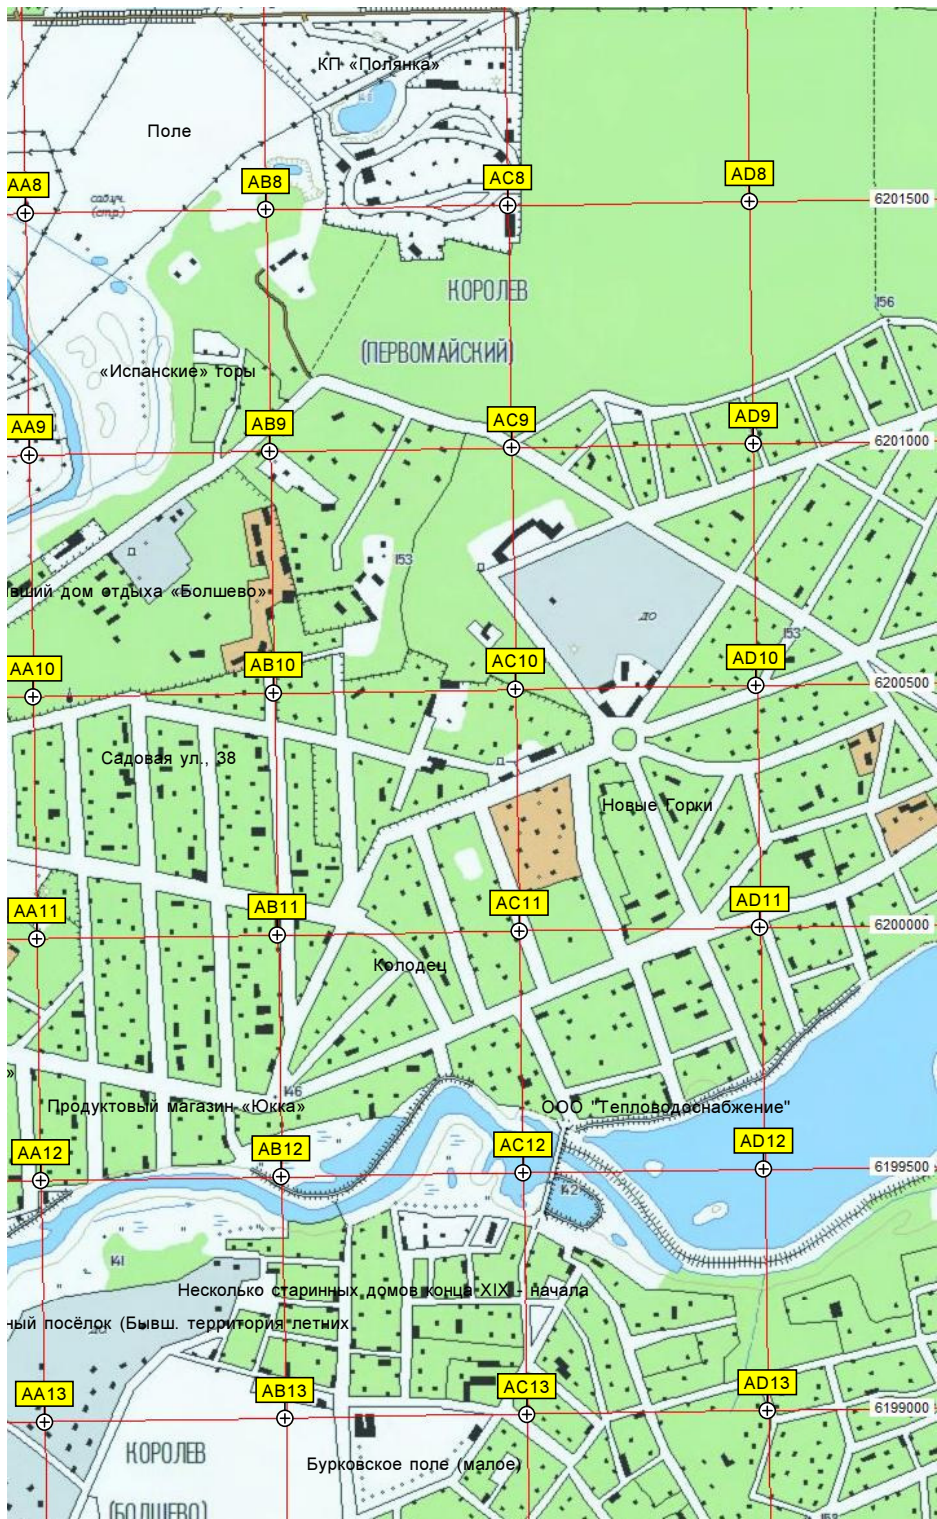 КП «Полянка»
Поле
AA8
AB8
AC8
AD8
6201500
КОРОЛЕВ
156
(ПЕРВОМАЙСКИЙ)
«Испанские» горы
AA9
AB9
AC9
AD9
6201000
153
вший дом отдыха «Болшево»
ДО
153
AA10
AB10
AC10
AD10
6200500
Садовая ул., 38
Новые Горки
AA11
AB11
AC11
AD11
6200000
Колодец
»
146
Продуктовый магазин «Юкка»
ООО "Тепловодоснабжение"
AA12
AB12
AC12
AD12
6199500
142
141
Несколько старинных домов конца XIX - начала
ный посёлок (Бывш. территория летних
ДО
AA13
AB13
AC13
AD13
6199000
КОРОЛЕВ
Бурковское поле (малое)
(БОЛШЕВО)